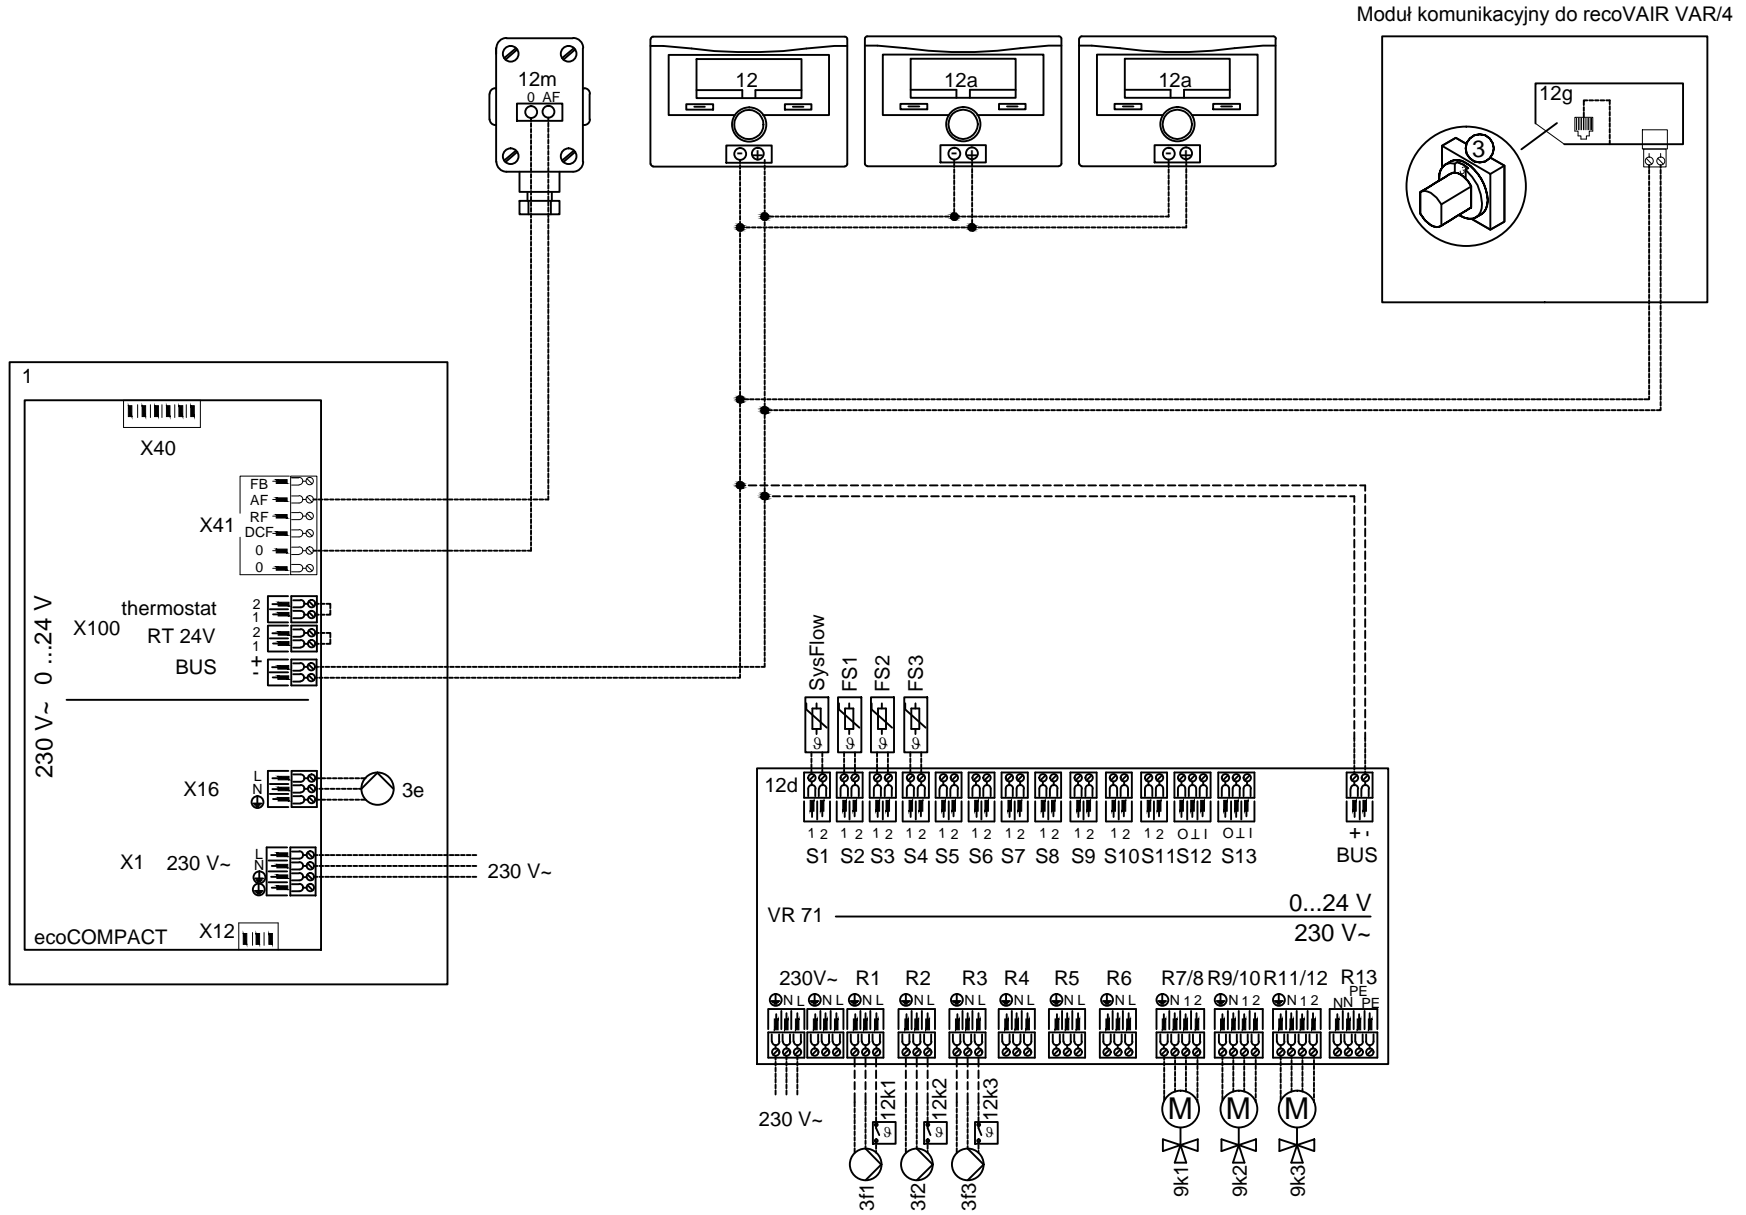 Moduł komunikacyjny do recoVAIR VAR/4
12m
0 AF
12
12a
12a
12g
3
1
X40
X41
FB
AF
RF
DCF
0
0
230 V~ 0 ...24 V
X100
thermostat
2
1
RT 24V
2
1
BUS
+
-
X16
L
N
3e
X1
230 V~
L
N
230 V~
ecoCOMPACT
X12
SysFlow
FS1
FS2
FS3
12d
1 2 1 2 1 2 1 2 1 2 1 2 1 2 1 2 1 2 1 2 1 2 O⊥I O⊥I + -
S1 S2 S3 S4 S5 S6 S7 S8 S9 S10 S11 S12 S13 BUS
0...24 V
VR 71
230 V~
230V~ R1 R2 R3 R4 R5 R6 R7/8 R9/10 R11/12 R13
N L N L N L N L N L N L N L N L N 1 2 N 1 2 N 1 2 N N PE PE
230 V~
12k1
12k2
12k3
M
M
M
3f1
3f2
3f3
9k1
9k2
9k3